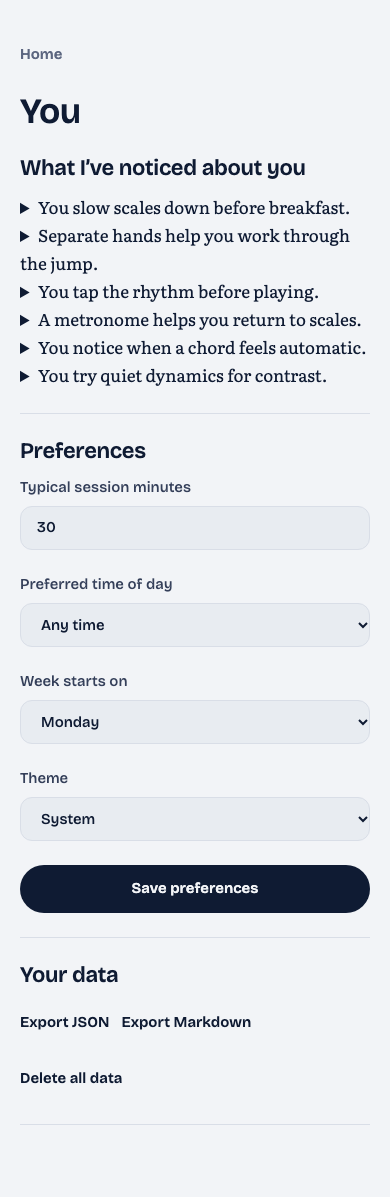 Home
You
What I've noticed about you
You slow scales down before breakfast.
Separate hands help you work through
the jump.
You tap the rhythm before playing.
A metronome helps you return to scales.
You notice when a chord feels automatic.
You try quiet dynamics for contrast.
Preferences
Typical session minutes
30
Preferred time of day
Any time
Week starts on
Monday
Theme
System
Save preferences
Your data
Export JSON Export Markdown
Delete all data